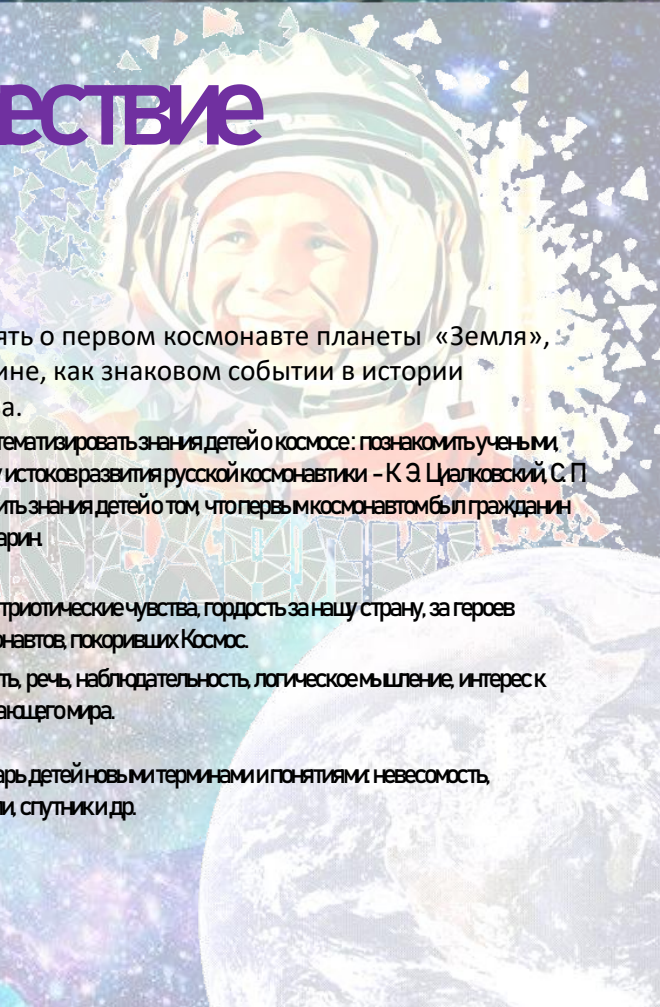 ествие
ять о первом космонавте планеты «Земля»,
ине, как знаковом событии в истории
а.
тематизировать знания детей о космосе: познакомить учеными,
у истоков развития русской космонавтики – К. Э. Циалковский, С. П
ить знания детей о том, что первым космонавтом был гражданин
арин.
триотические чувства, гордость за нашу страну, за героев
онавтов, покоривших Космос.
ть, речь, наблюдательность, логическое мышление, интерес к
ающего мира.
арь детей новыми терминами и понятиями: невесомость,
ли, спутники и др.